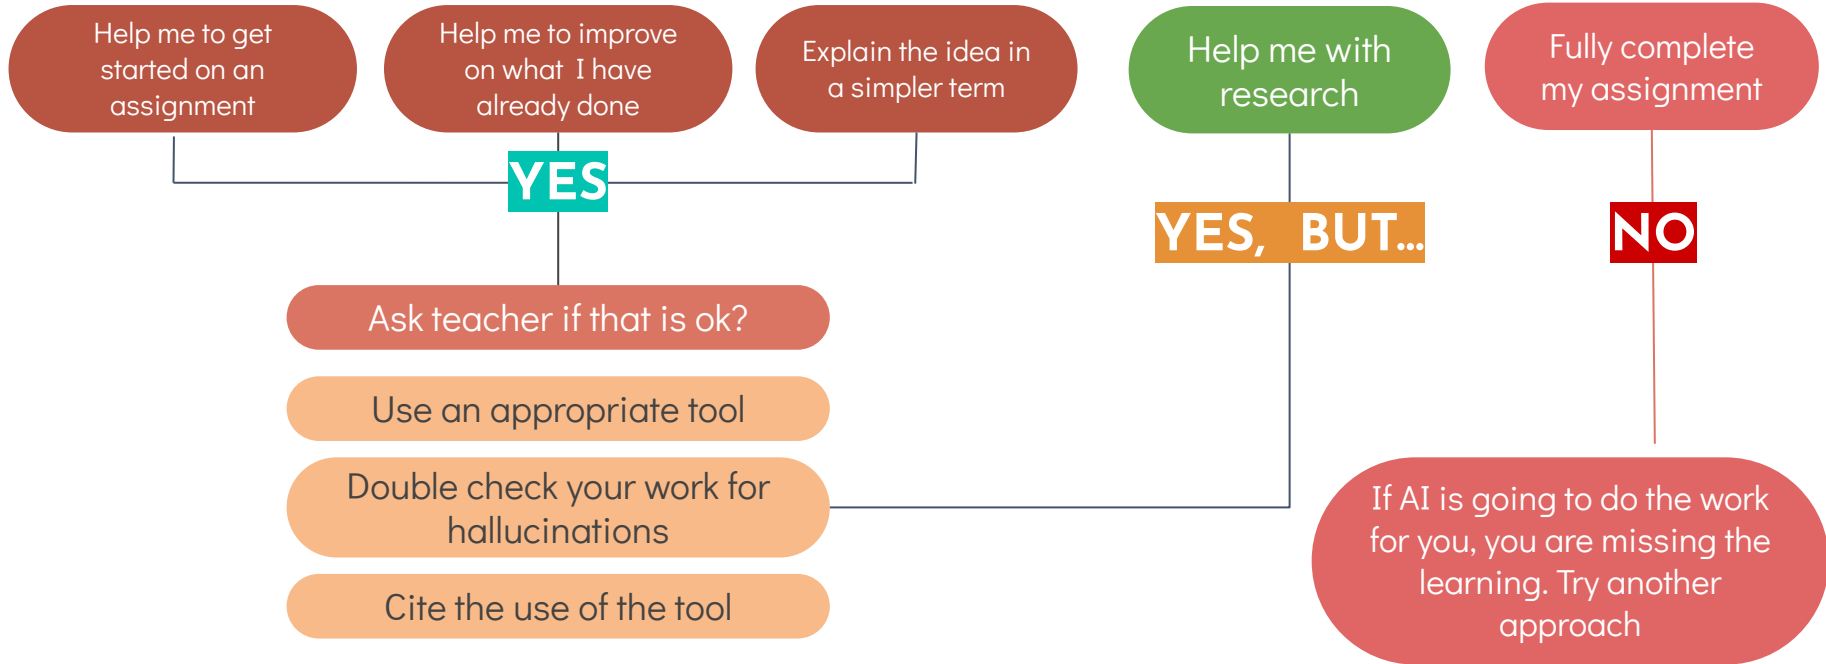 Help me to get
started on an
assignment
Help me to improve
on what I have
already done
Explain the idea in
a simpler term
Help me with
research
Fully complete
my assignment
YES
YES, BUT...
NO
Ask teacher if that is ok?
Use an appropriate tool
Double check your work for
hallucinations
Cite the use of the tool
If AI is going to do the work
for you, you are missing the
learning. Try another
approach